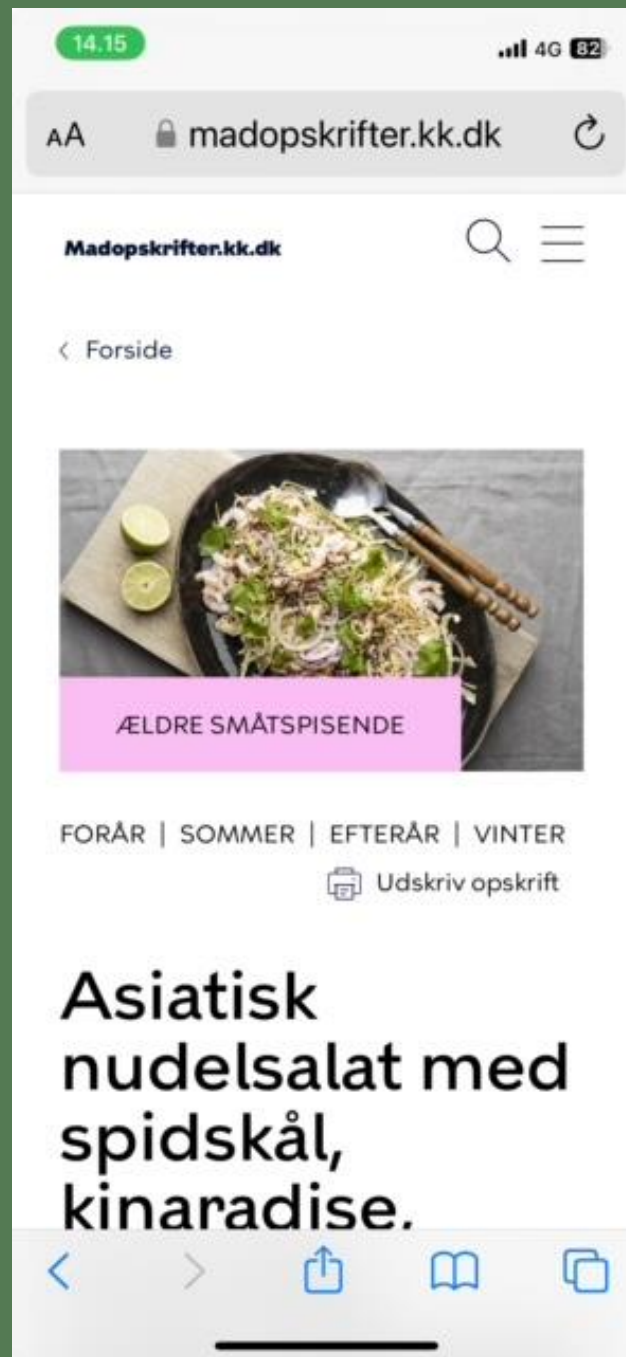 14.15
4G 82
AA madopskrifter.kk.dk
Madopskrifter.kk.dk
Forside
ÆLDRE SMÅTSPISENDE
FORÅR | SOMMER | EFTERÅR | VINTER
Udskriv opskrift
Asiatisk
nudelsalat med
spidskål,
kinaradise,